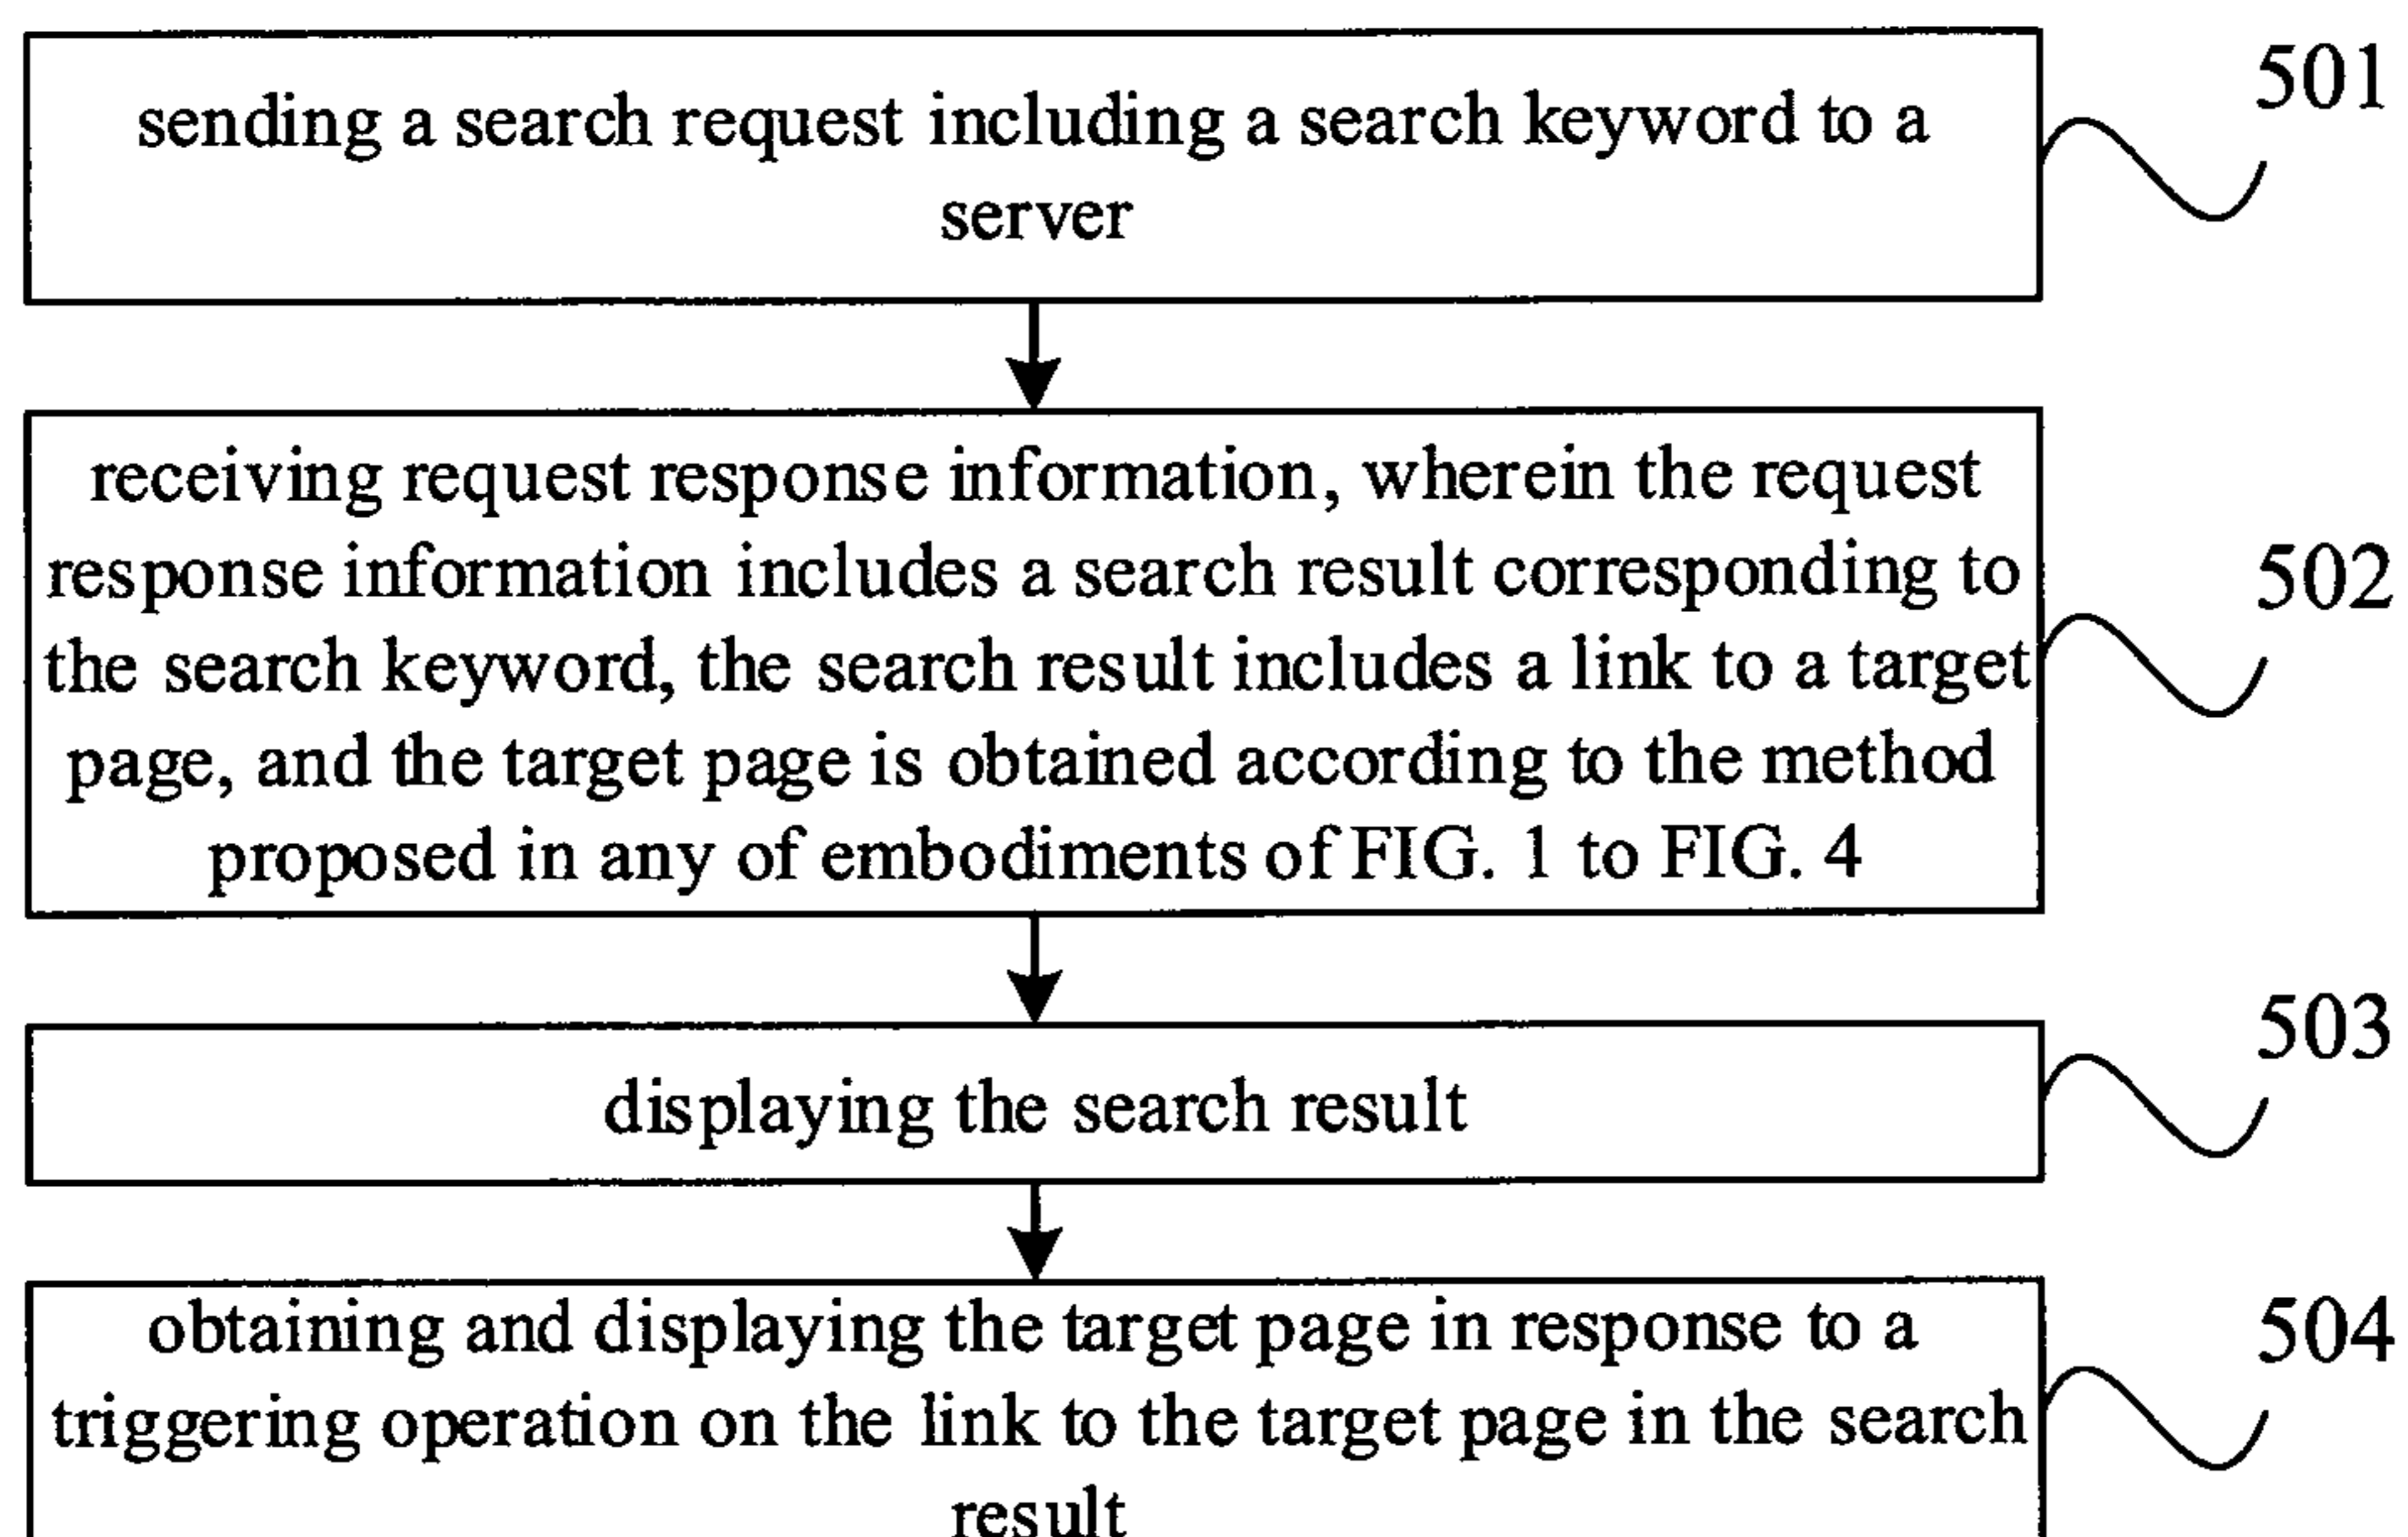 sending a search request including a search keyword to a
server
501
receiving request response information, wherein the request
response information includes a search result corresponding to
the search keyword, the search result includes a link to a target
page, and the target page is obtained according to the method
proposed in any of embodiments of FIG. 1 to FIG. 4
502
displaying the search result
503
obtaining and displaying the target page in response to a
triggering operation on the link to the target page in the search
result
504